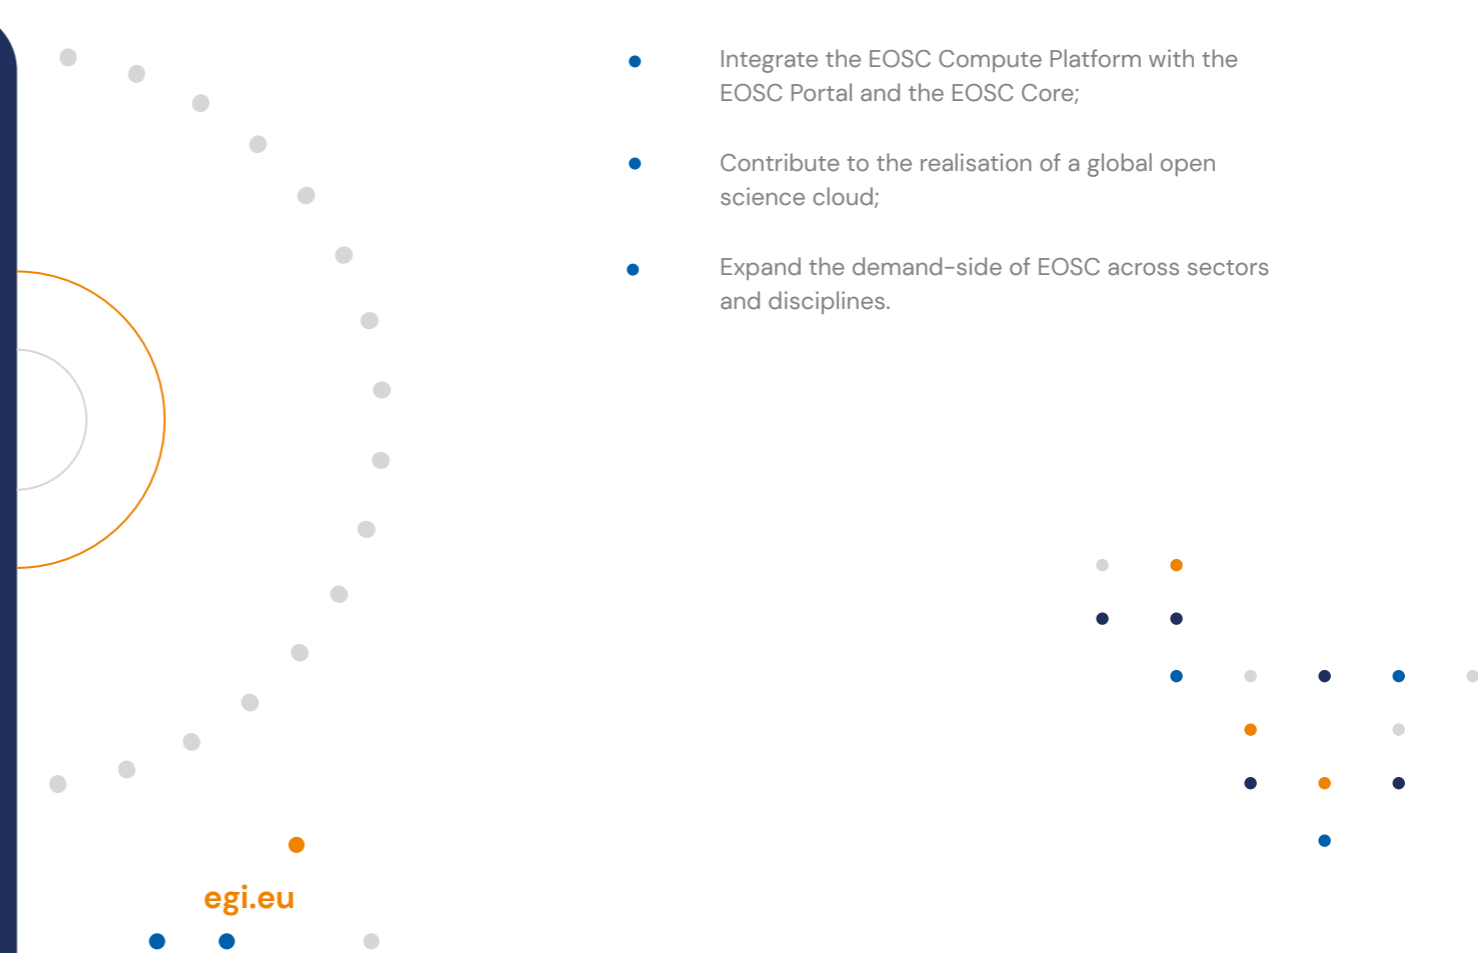 Integrate the EOSC Compute Platform with the
EOSC Portal and the EOSC Core;
Contribute to the realisation of a global open
science cloud;
Expand the demand-side of EOSC across sectors
and disciplines.
egi.eu